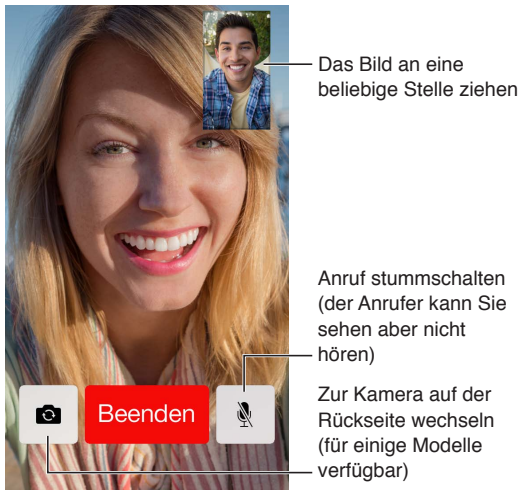 Das Bild an eine
beliebige Stelle ziehen
Anruf stummschalten
(der Anrufer kann Sie
sehen aber nicht
hören)
Beenden
Zur Kamera auf der
Rückseite wechseln
(für einige Modelle
verfügbar)